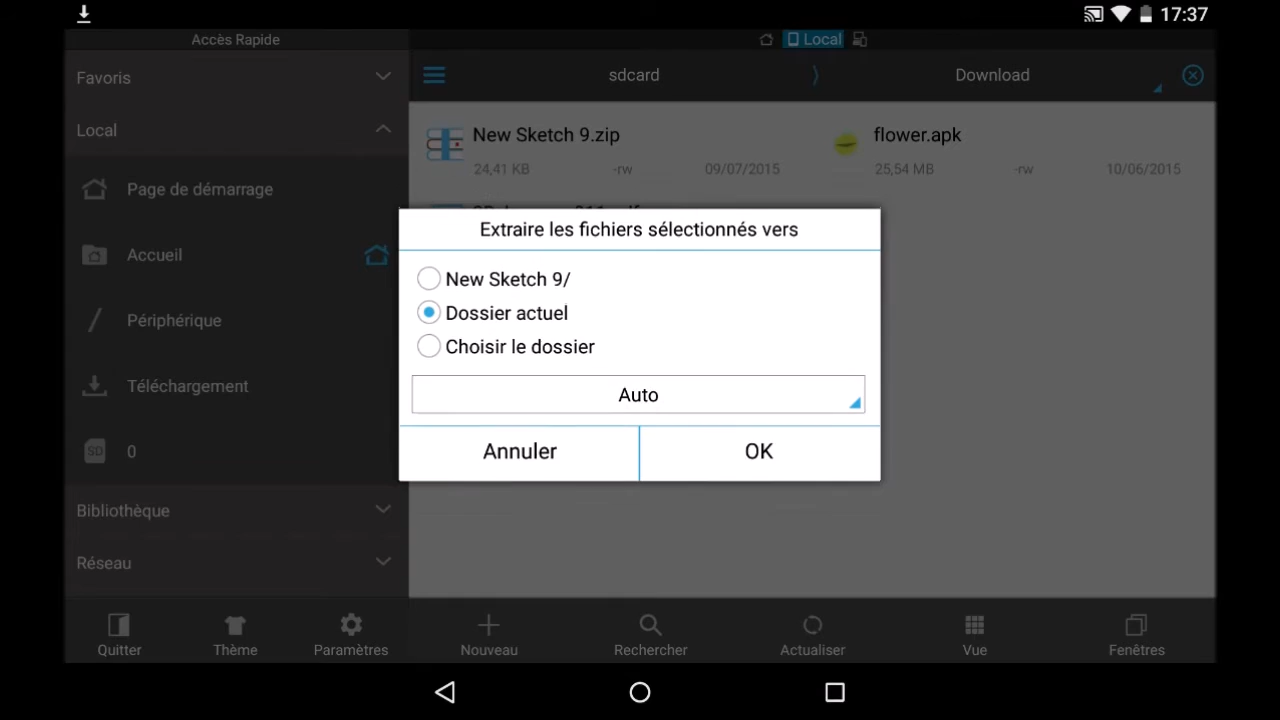 17:37
Accès Rapide
Local
Favoris
sdcard
Download
Local
New Sketch 9.zip
flower.apk
24,41 KB
-rw
09/07/2015
25,54 MB
-rw
10/06/2015
Page de démarrage
Accueil
Périphérique
Téléchargement
SD
0
Bibliothèque
Réseau
Extraire les fichiers sélectionnés vers
New Sketch 9/
Dossier actuel
Choisir le dossier
Auto
Annuler
OK
Quitter
Thème
Paramètres
Nouveau
Rechercher
Actualiser
Vue
Fenêtres